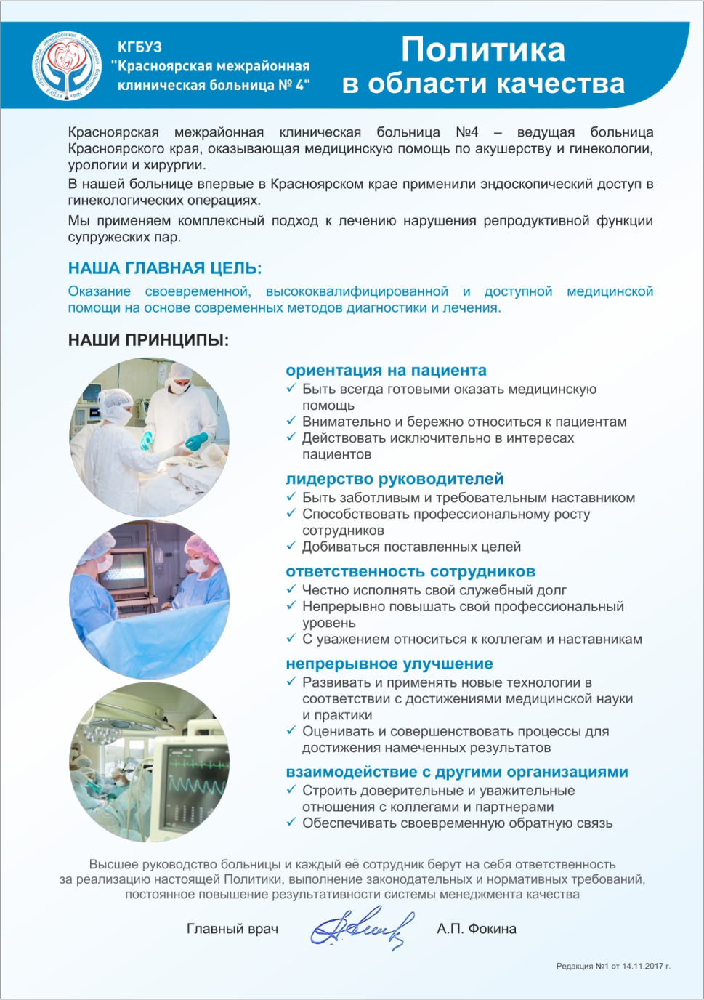 КГБУЗ
"Красноярская межрайонная
клиническая больница № 4"
КГБУЗ «Красноярская межрайонная клиническая больница №4»
Политика
в области качества
Красноярская межрайонная клиническая больница №4 – ведущая больница
Красноярского края, оказывающая медицинскую помощь по акушерству и гинекологии,
урологии и хирургии.
В нашей больнице впервые в Красноярском крае применили эндоскопический доступ в
гинекологических операциях.
Мы применяем комплексный подход к лечению нарушения репродуктивной функции
супружеских пар.
НАША ГЛАВНАЯ ЦЕЛЬ:
Оказание своевременной, высококвалифицированной и доступной медицинской
помощи на основе современных методов диагностики и лечения.
НАШИ ПРИНЦИПЫ:
ориентация на пациента
✓ Быть всегда готовыми оказать медицинскую
помощь
✓ Внимательно и бережно относиться к пациентам
✓ Действовать исключительно в интересах
пациентов
лидерство руководителей
✓ Быть заботливым и требовательным наставником
✓ Способствовать профессиональному росту
сотрудников
✓ Добиваться поставленных целей
ответственность сотрудников
✓ Честно исполнять свой служебный долг
✓ Непрерывно повышать свой профессиональный
уровень
✓ С уважением относиться к коллегам и наставникам
непрерывное улучшение
✓ Развивать и применять новые технологии в
соответствии с достижениями медицинской науки
и практики
✓ Оценивать и совершенствовать процессы для
достижения намеченных результатов
взаимодействие с другими организациями
✓ Строить доверительные и уважительные
отношения с коллегами и партнерами
✓ Обеспечивать своевременную обратную связь
Высшее руководство больницы и каждый её сотрудник берут на себя ответственность
за реализацию настоящей Политики, выполнение законодательных и нормативных требований,
постоянное повышение результативности системы менеджмента качества
Главный врач А.П. Фокина
Редакция №1 от 14.11.2017 г.